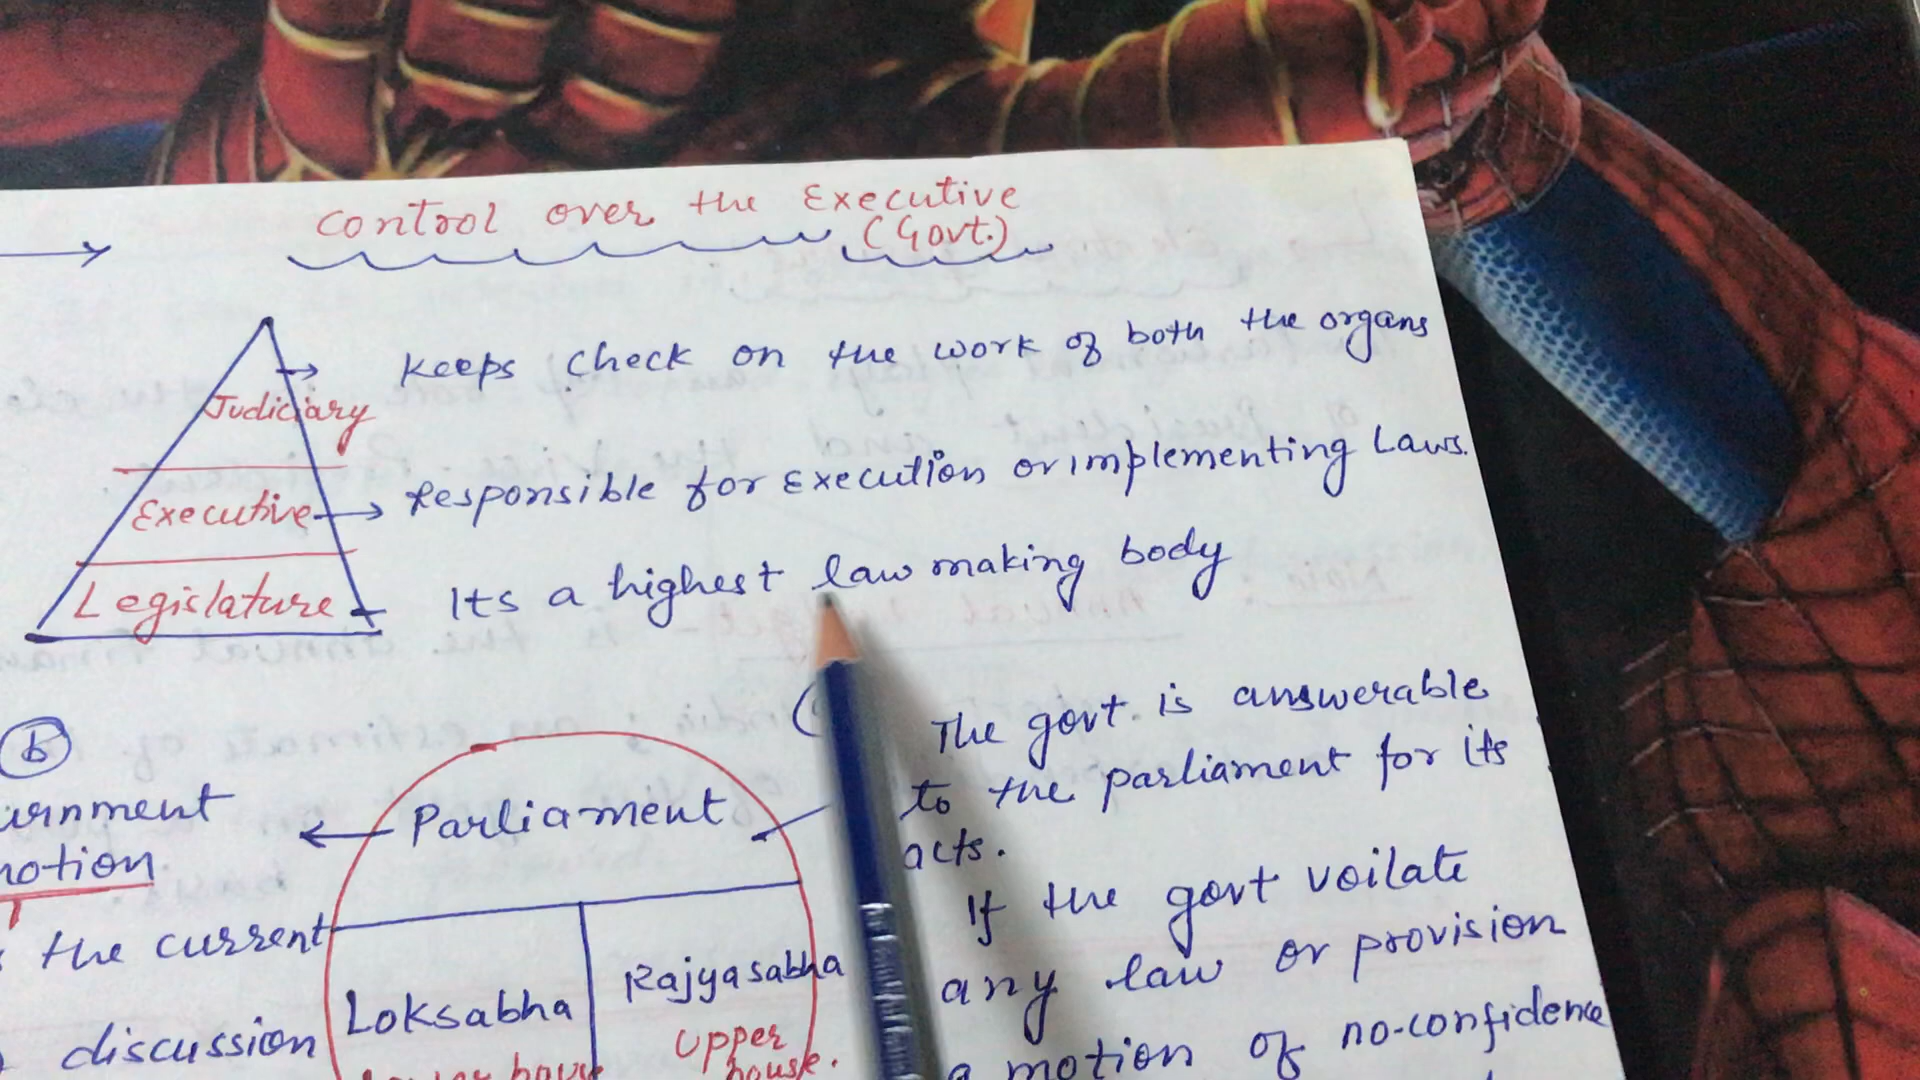 Control over the Executive
(Govt.)
Keeps check on the work of both the organs
Judiciary
Executive
Responsible for Execution or implementing Laws.
Legislature
Its a highest law making body
b
Parliament
The govt. is answerable
to the parliament for its
acts.
If the govt voilate
any law or provision
a motion of no-confidence
the current
discussion
Loksabha
Rajyasabha
Upper
house.